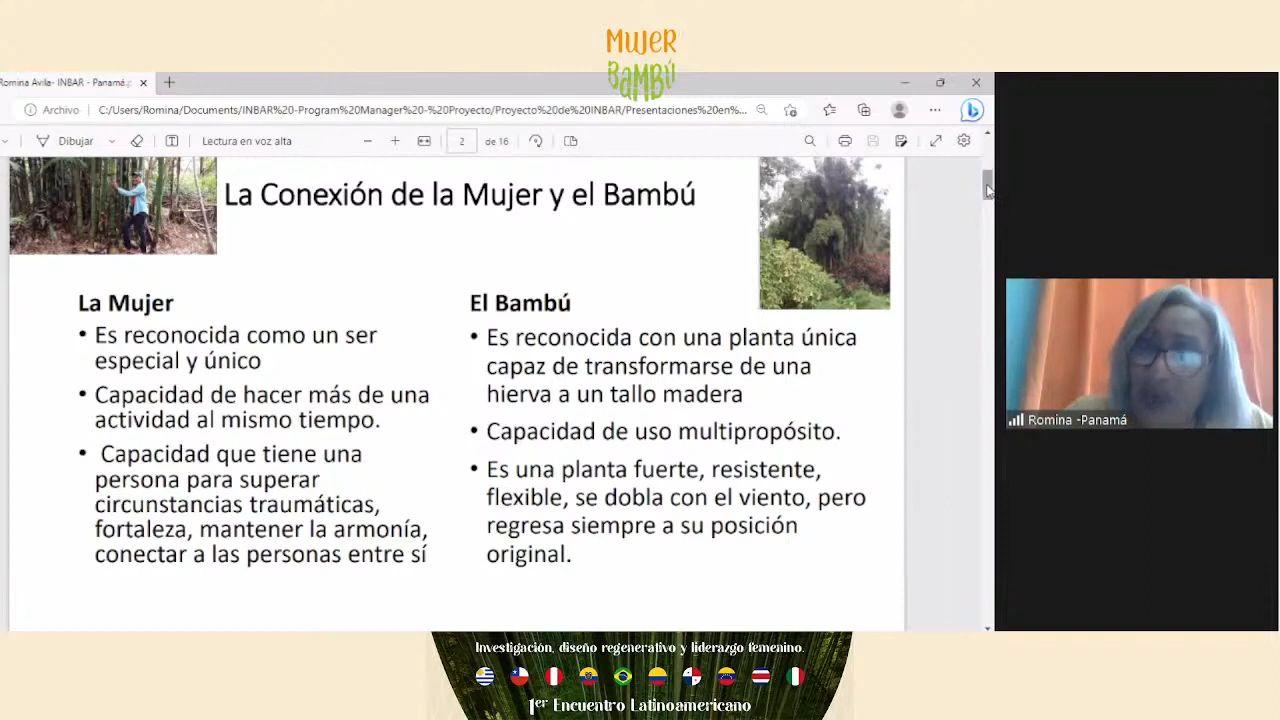 MUJER
BAMBÚ
Romina Avila- INBAR - Panamá.p
Archivo
C:/Users/Romina/Documents/INBAR%20-Program%20Manager%20-%20Proyecto/Proyecto%20de%20INBAR/Presentaciones%20en%...
Dibujar
Lectura en voz alta
2
de 16
La Conexión de la Mujer y el Bambú
La Mujer
• Es reconocida como un ser
especial y único
• Capacidad de hacer más de una
actividad al mismo tiempo.
• Capacidad que tiene una
persona para superar
circunstancias traumáticas,
fortaleza, mantener la armonía,
conectar a las personas entre sí
El Bambú
• Es reconocida con una planta única
capaz de transformarse de una
hierva a un tallo madera
• Capacidad de uso multipropósito.
• Es una planta fuerte, resistente,
flexible, se dobla con el viento, pero
regresa siempre a su posición
original.
Romina -Panamá
Investigación, diseño regenerativo y liderazgo femenino.
1er Encuentro Latinoamericano